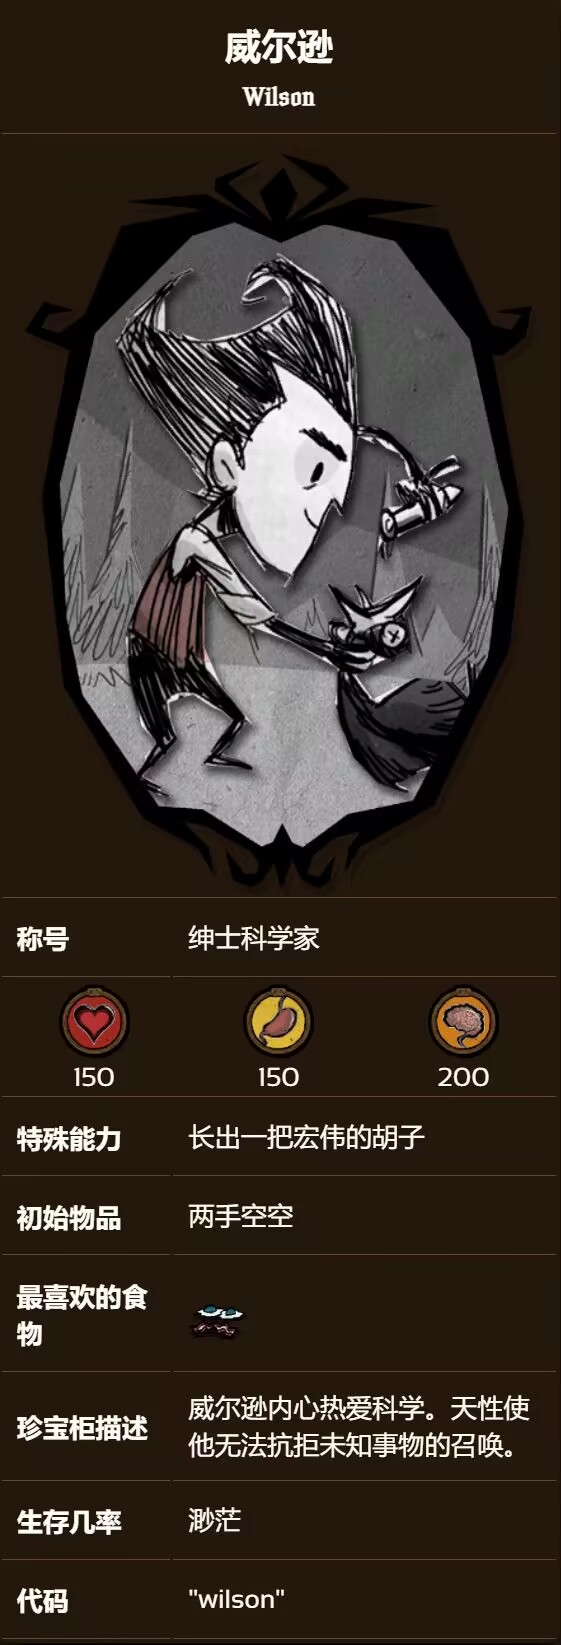 威尔逊
Wilson
称号
绅士科学家
150
150
200
特殊能力
长出一把宏伟的胡子
初始物品
两手空空
最喜欢的食
物
珍宝柜描述
威尔逊内心热爱科学。天性使
他无法抗拒未知事物的召唤。
生存几率
渺茫
代码
"wilson"